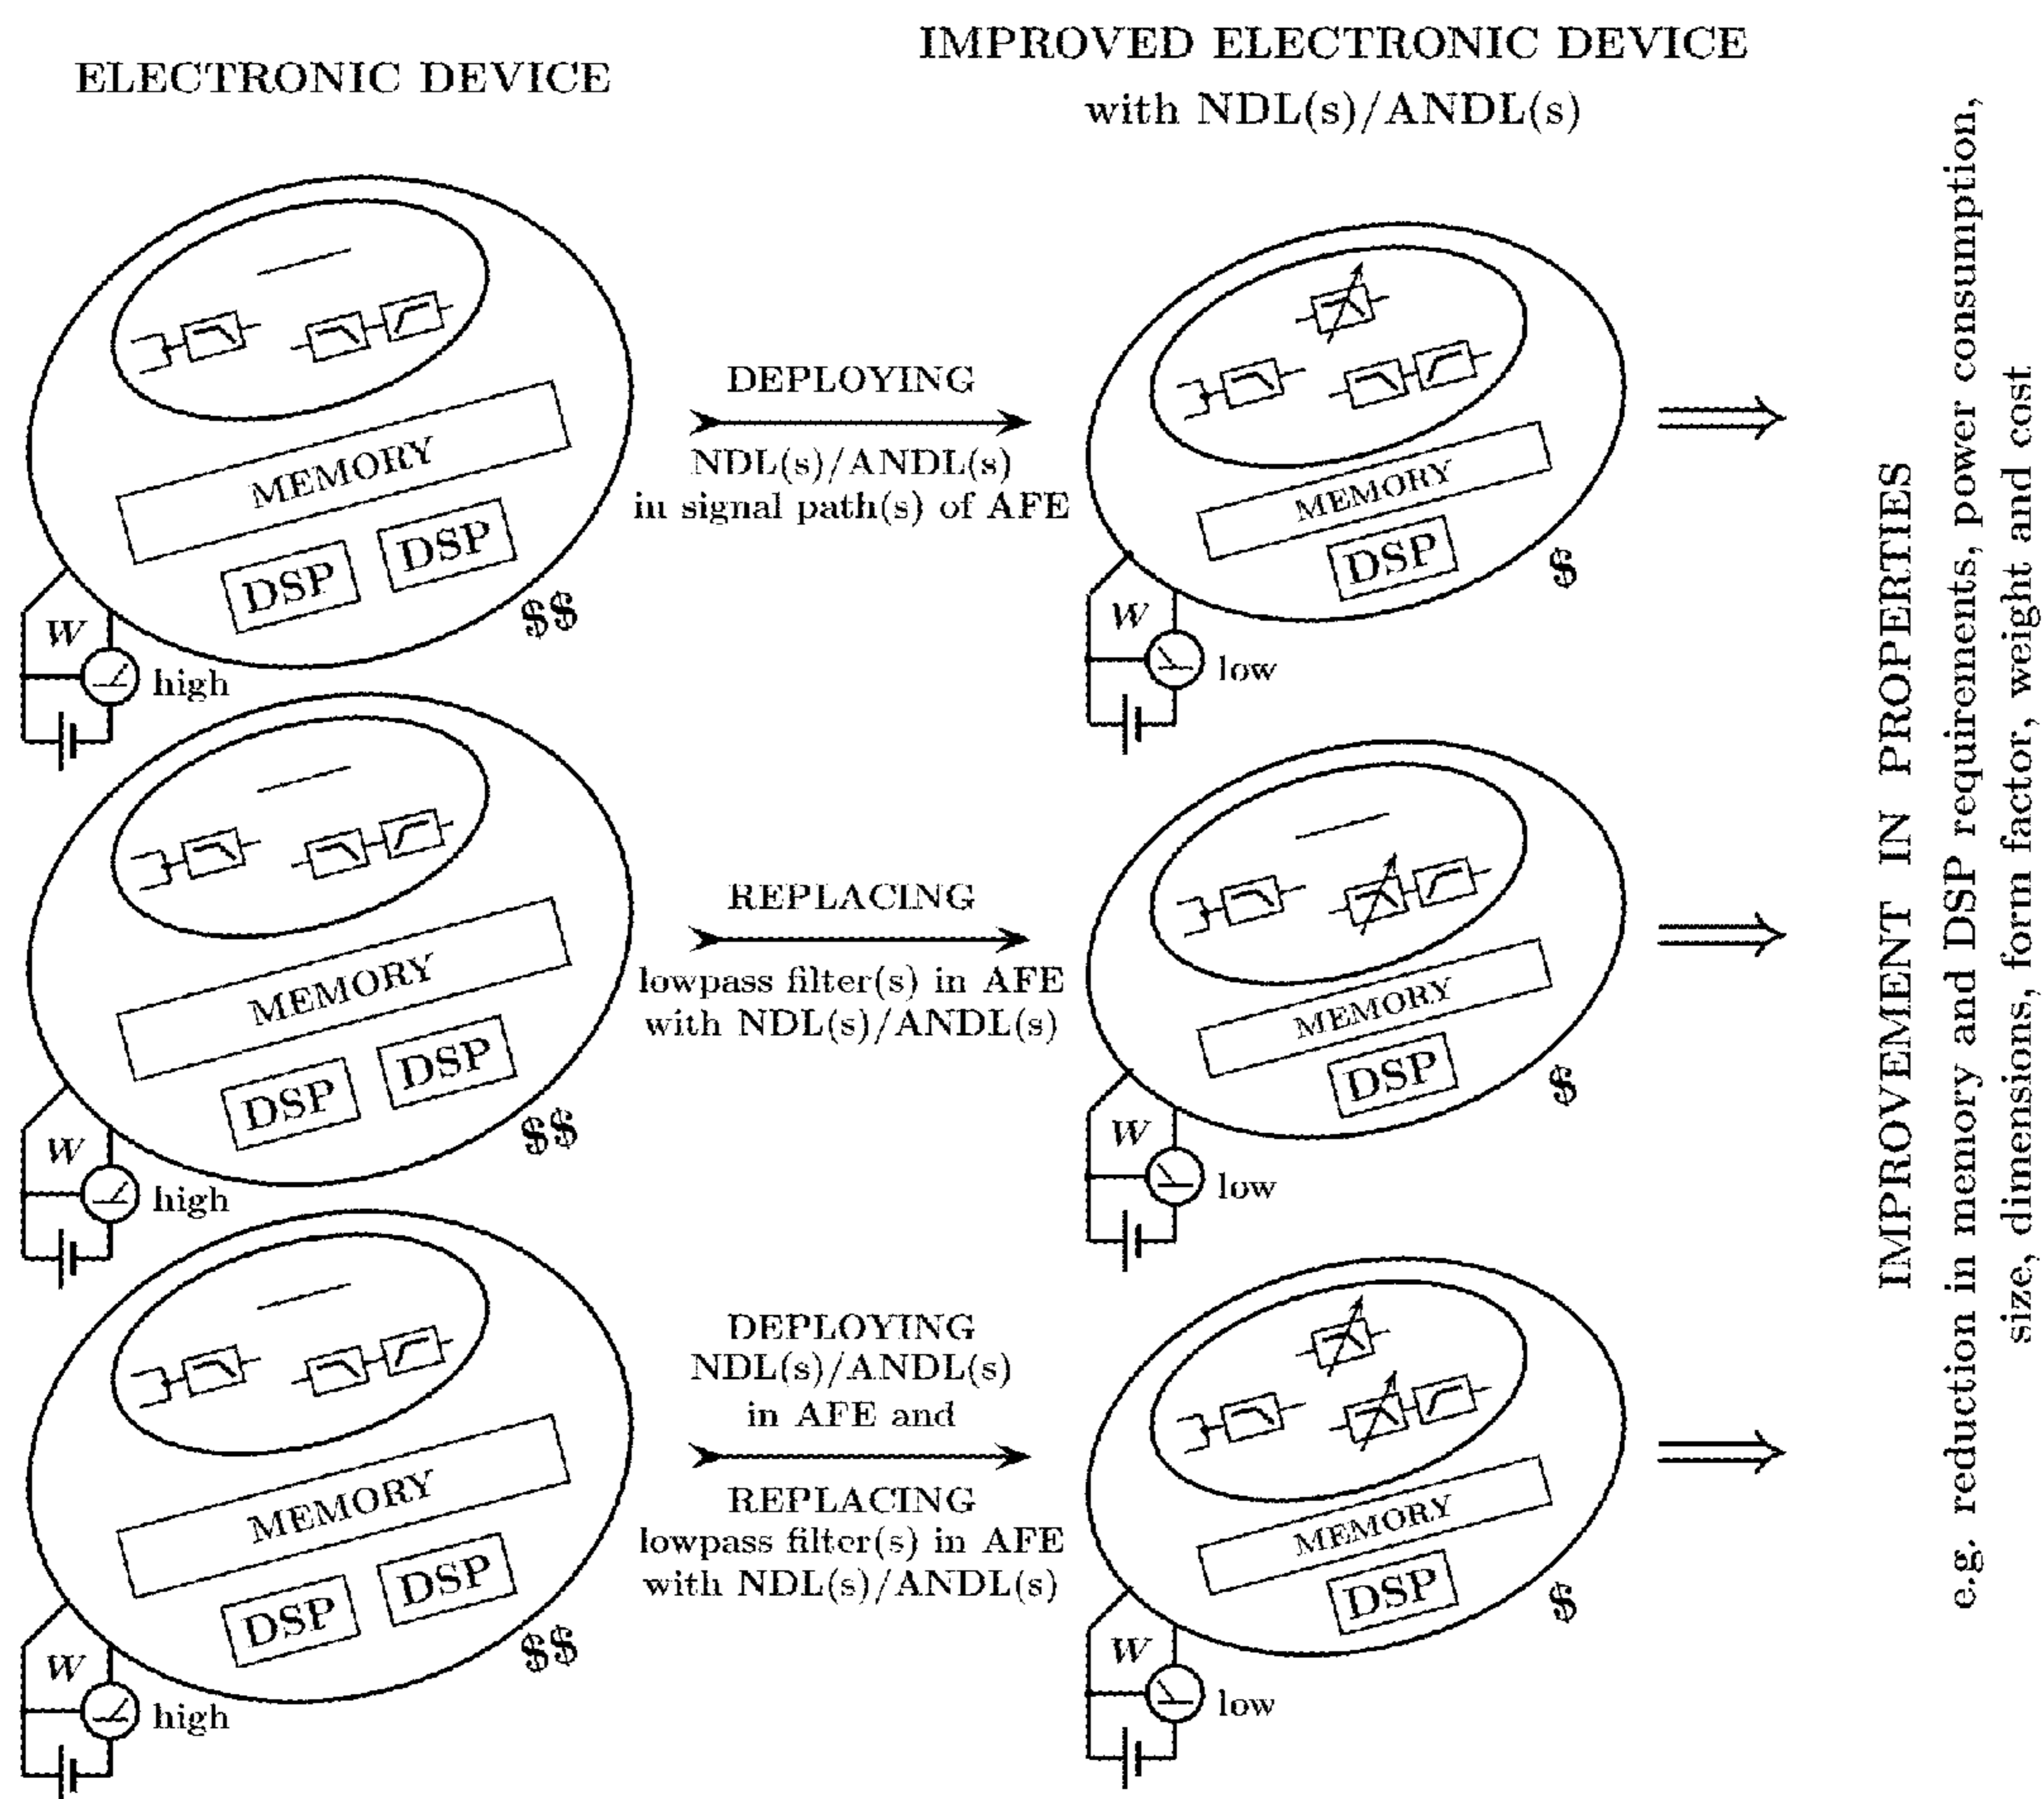 ELECTRONIC DEVICE
IMPROVED ELECTRONIC DEVICE
with NDL(s)/ANDL(s)
MEMORY
DSP
DSP
$$
W
high
DEPLOYING
NDL(s)/ANDL(s)
in signal path(s) of AFE
MEMORY
DSP
$
W
low
MEMORY
DSP
DSP
$$
W
high
REPLACING
lowpass filter(s) in AFE
with NDL(s)/ANDL(s)
MEMORY
DSP
$
W
low
MEMORY
DSP
DSP
$$
W
high
DEPLOYING
NDL(s)/ANDL(s)
in AFE and
REPLACING
lowpass filter(s) in AFE
with NDL(s)/ANDL(s)
MEMORY
DSP
$
W
low
IMPROVEMENT IN PROPERTIES
e.g. reduction in memory and DSP requirements, power consumption,
size, dimensions, form factor, weight and cost